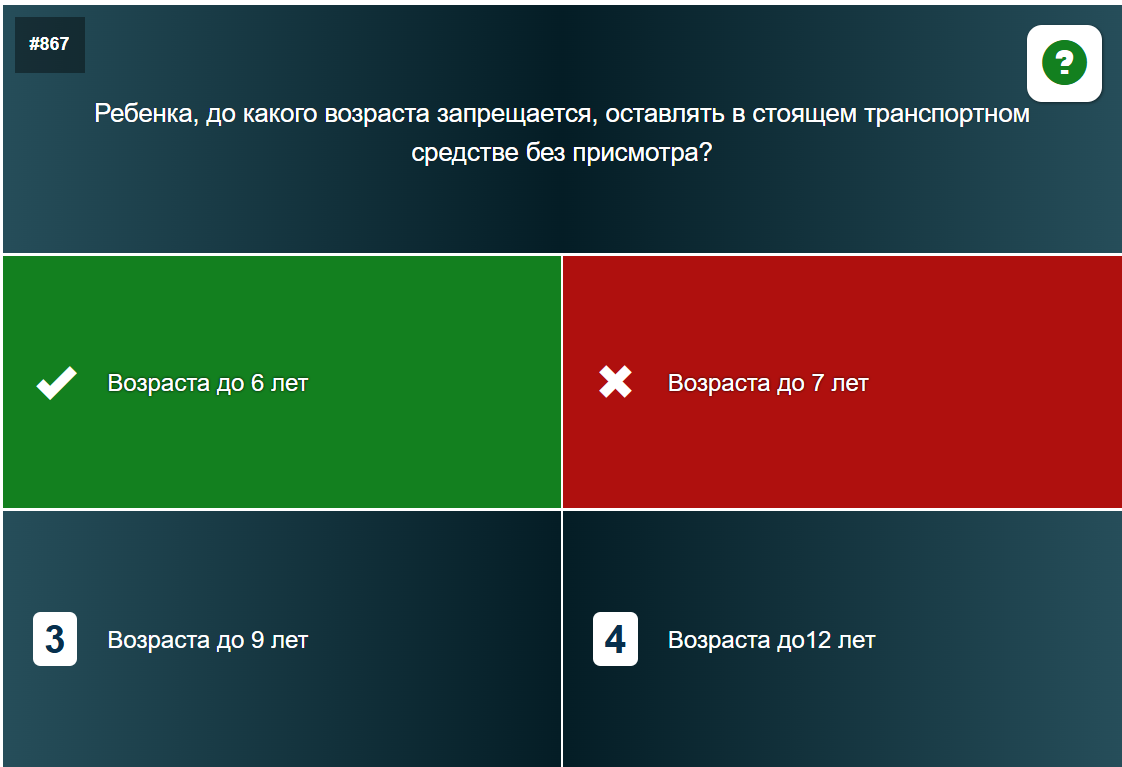 #867
?
Ребенка, до какого возраста запрещается, оставлять в стоящем транспортном
средстве без присмотра?
Возраста до 6 лет
Возраста до 7 лет
3 Возраста до 9 лет
4 Возраста до12 лет